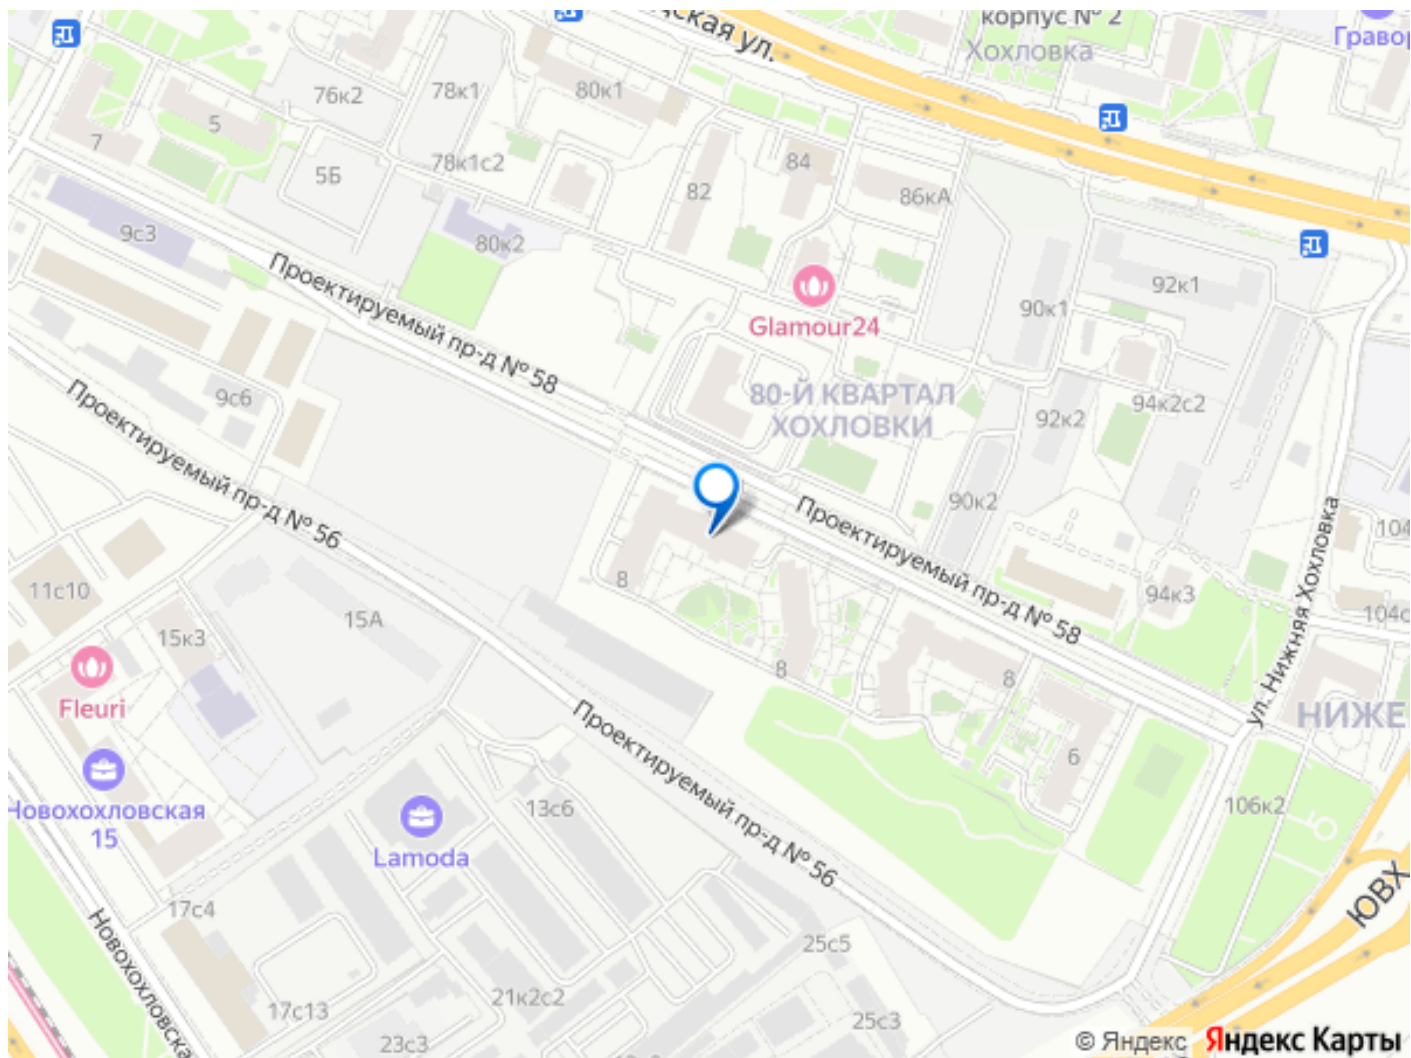 корпус № 2
Хохловка
Гравор
дская ул.
76к2
78к1
80к1
5
7
78к1с2
5Б
82
84
86кА
9с3
80к2
92к1
90к1
Glamour24
Проектируемый пр-д № 58
9с6
80-Й КВАРТАЛ
ХОХЛОВКИ
92к2
94к2с2
Проектируемый пр-д № 56
90к2
Проектируемый пр-д № 58
ул. Нижняя Хохловка
104
11с10
8
15А
94к3
104с
15к3
8
8
Fleuri
НИЖЕ
6
Проектируемый пр-д № 56
Новохохловская
15
13с6
106к2
Lamoda
ЮВХ
17с4
25с5
Новохохловская
21к2с2
17с13
25с3
23с3
© Яндекс Яндекс Карты